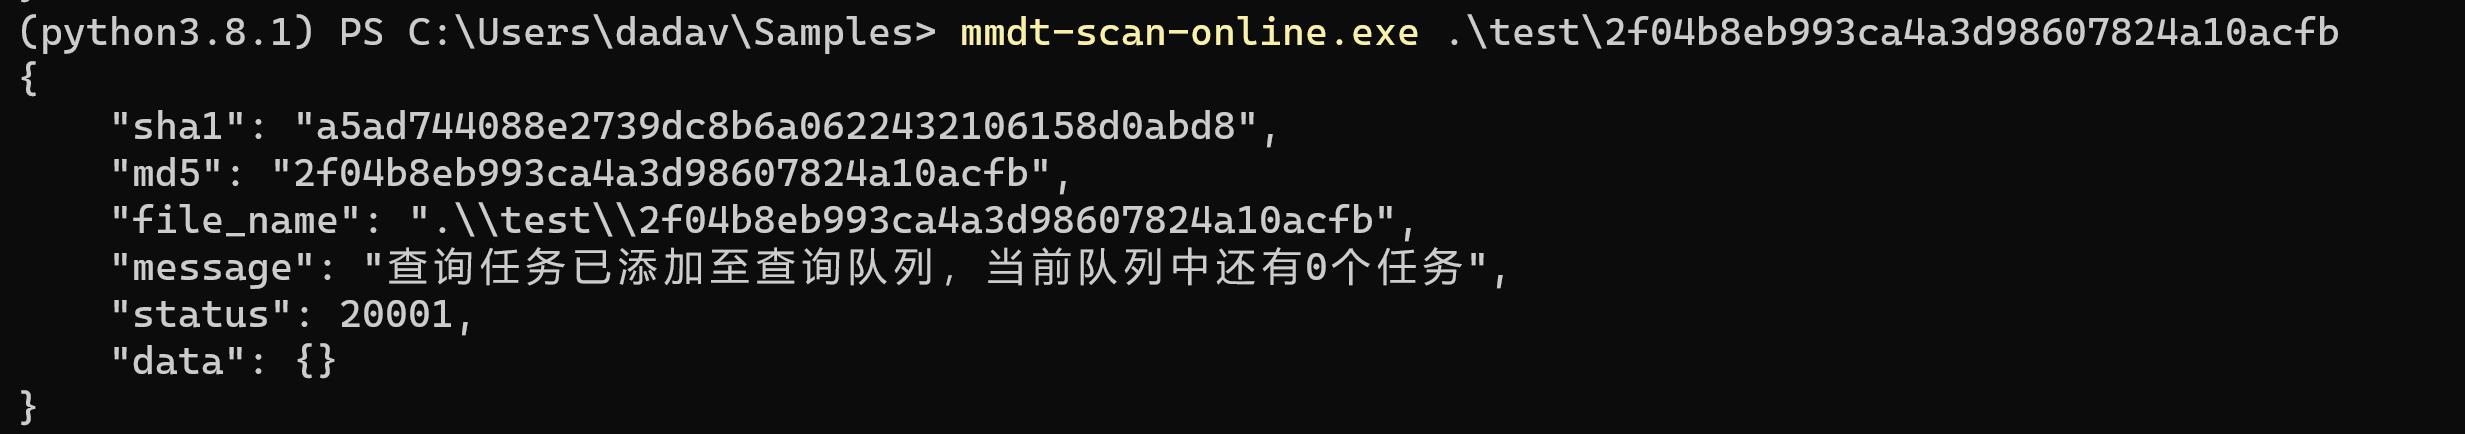 (python3.8.1) PS C:\Users\dadav\Samples> mmdt-scan-online.exe .\test\2f04b8eb993ca4a3d98607824a10acfb
{
    "sha1": "a5ad744088e2739dc8b6a0622432106158d0abd8",
    "md5": "2f04b8eb993ca4a3d98607824a10acfb",
    "file_name": ".\\test\\2f04b8eb993ca4a3d98607824a10acfb",
    "message": "查询任务已添加至查询队列，当前队列中还有0个任务",
    "status": 20001,
    "data": {}
}